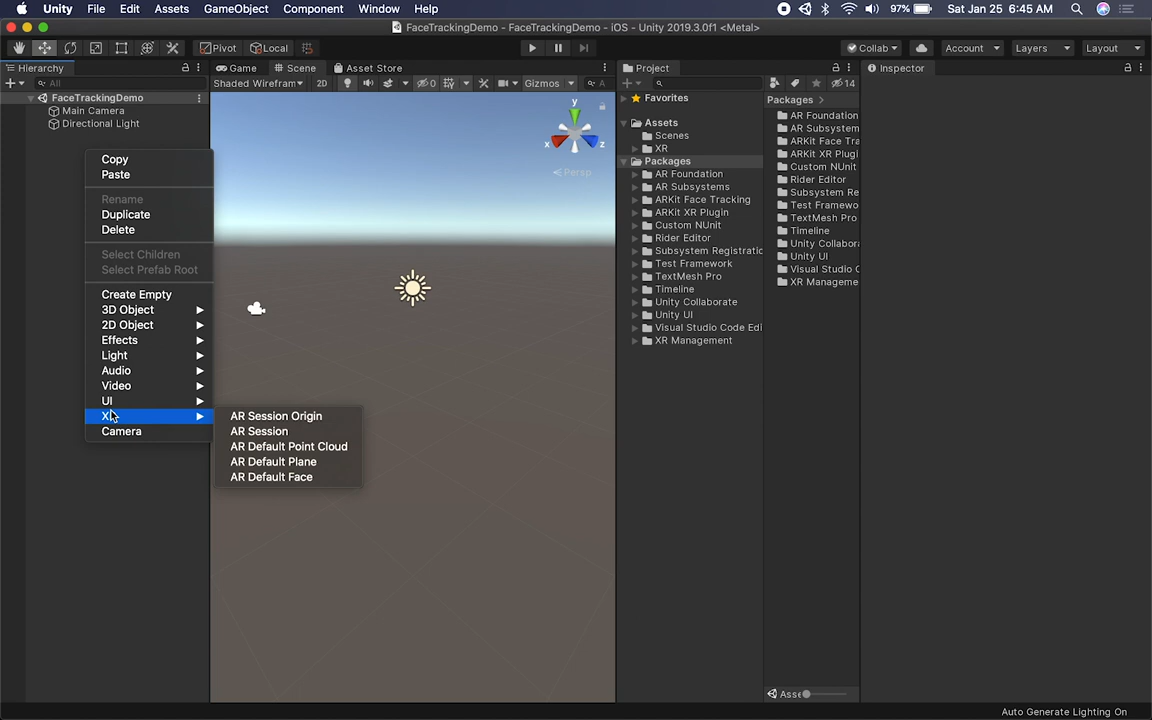 Unity File Edit Assets GameObject Component Window Help 97% Sat Jan 25 6:45 AM
FaceTrackingDemo - FaceTrackingDemo - iOS - Unity 2019.3.0f1 <Metal>
Pivot Local Collab Account Layers Layout
Hierarchy Game Scene Asset Store Project Inspector
All Shaded Wirefram 2D 0 Gizmos A 14
FaceTrackingDemo
Main Camera
Directional Light
Copy
Paste
Rename
Duplicate
Delete
Select Children
Select Prefab Root
Create Empty
3D Object
2D Object
Effects
Light
Audio
Video
UI
XR
Camera
AR Session Origin
AR Session
AR Default Point Cloud
AR Default Plane
AR Default Face
y
x
z
Persp
Favorites
Assets
Scenes
XR
Packages
AR Foundation
AR Subsystems
ARKit Face Tracking
ARKit XR Plugin
Custom NUnit
Rider Editor
Subsystem Registratic
Test Framework
TextMesh Pro
Timeline
Unity Collaborate
Unity UI
Visual Studio Code Edi
XR Management
Packages >
AR Foundation
AR Subsystem
ARKit Face Tra
ARKit XR Plugi
Custom NUnit
Rider Editor
Subsystem Re
Test Framewo
TextMesh Pro
Timeline
Unity Collabora
Unity UI
Visual Studio C
XR Manageme
Asse
Auto Generate Lighting On